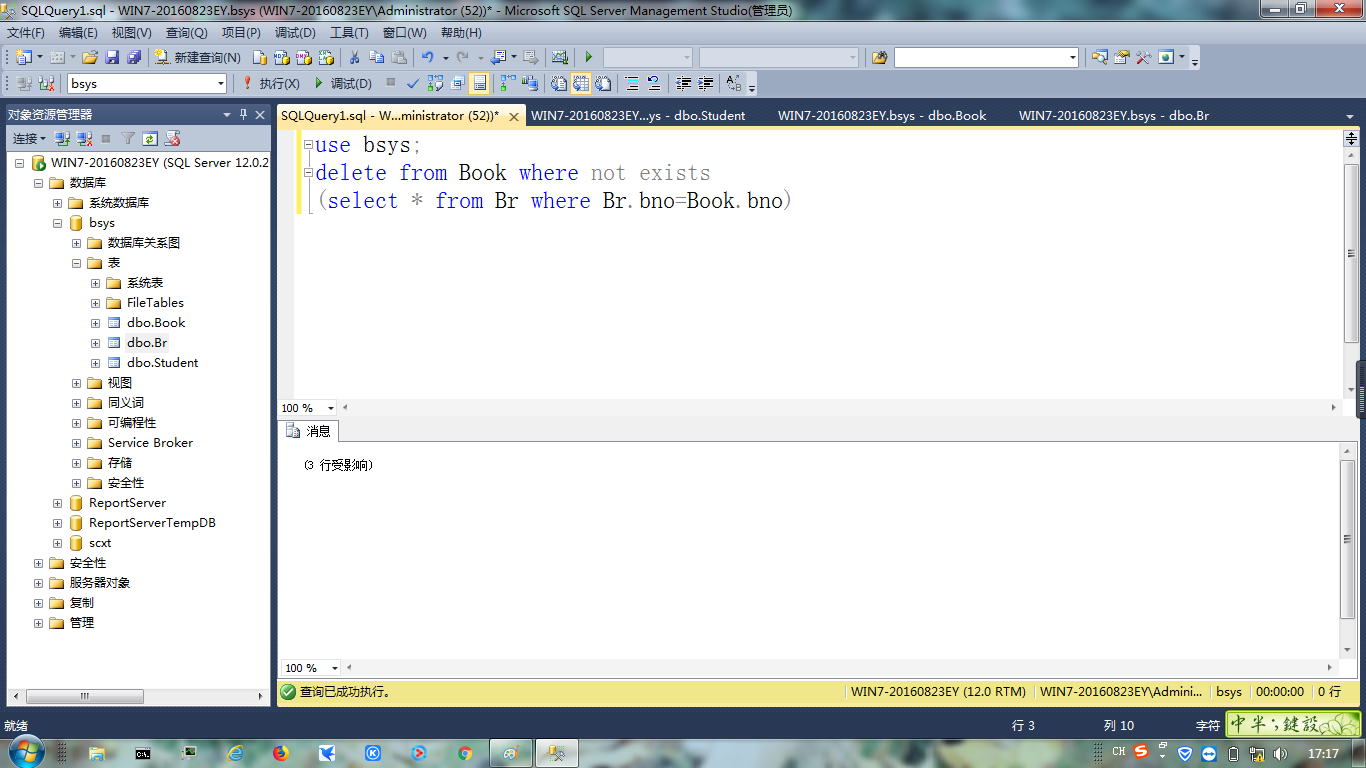 SQLQuery1.sql - WIN7-20160823EY.bsys (WIN7-20160823EY\Administrator (52))* - Microsoft SQL Server Management Studio(管理员)
文件(F) 编辑(E) 视图(V) 查询(Q) 项目(P) 调试(D) 工具(T) 窗口(W) 帮助(H)
新建查询(N)
bsys 执行(X) 调试(D)
对象资源管理器
连接
WIN7-20160823EY (SQL Server 12.0.2
数据库
系统数据库
bsys
数据库关系图
表
系统表
FileTables
dbo.Book
dbo.Br
dbo.Student
视图
同义词
可编程性
Service Broker
存储
安全性
ReportServer
ReportServerTempDB
scxt
安全性
服务器对象
复制
管理
SQLQuery1.sql - W...ministrator (52))* WIN7-20160823EY...ys - dbo.Student WIN7-20160823EY.bsys - dbo.Book WIN7-20160823EY.bsys - dbo.Br
use bsys;
delete from Book where not exists
(select * from Br where Br.bno=Book.bno)
100 %
消息
(3 行受影响)
100 %
查询已成功执行。 WIN7-20160823EY (12.0 RTM) WIN7-20160823EY\Admini... bsys 00:00:00 0 行
就绪 行 3 列 10 字符
中半;鍵設
CH 17:17